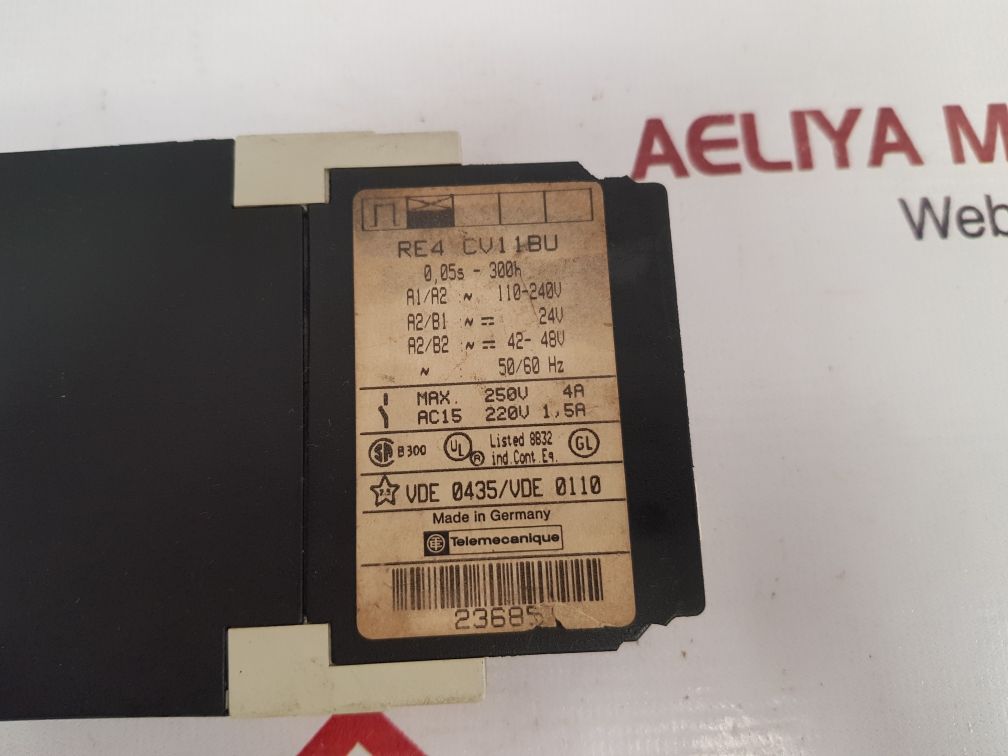 AELIYA M
Web
RE4 CV11BU
0,05s - 300h
A1/A2 ~ 110-240V
A2/B1 ~ ⎓ 24V
A2/B2 ~ ⎓ 42- 48V
~ 50/60 Hz
MAX. 250V 4A
AC15 220V 1,5A
SA B300 UL ® Listed 8B32 GL
ind.Cont.Eq.
VDE 0435/VDE 0110
Made in Germany
Telemecanique
23685